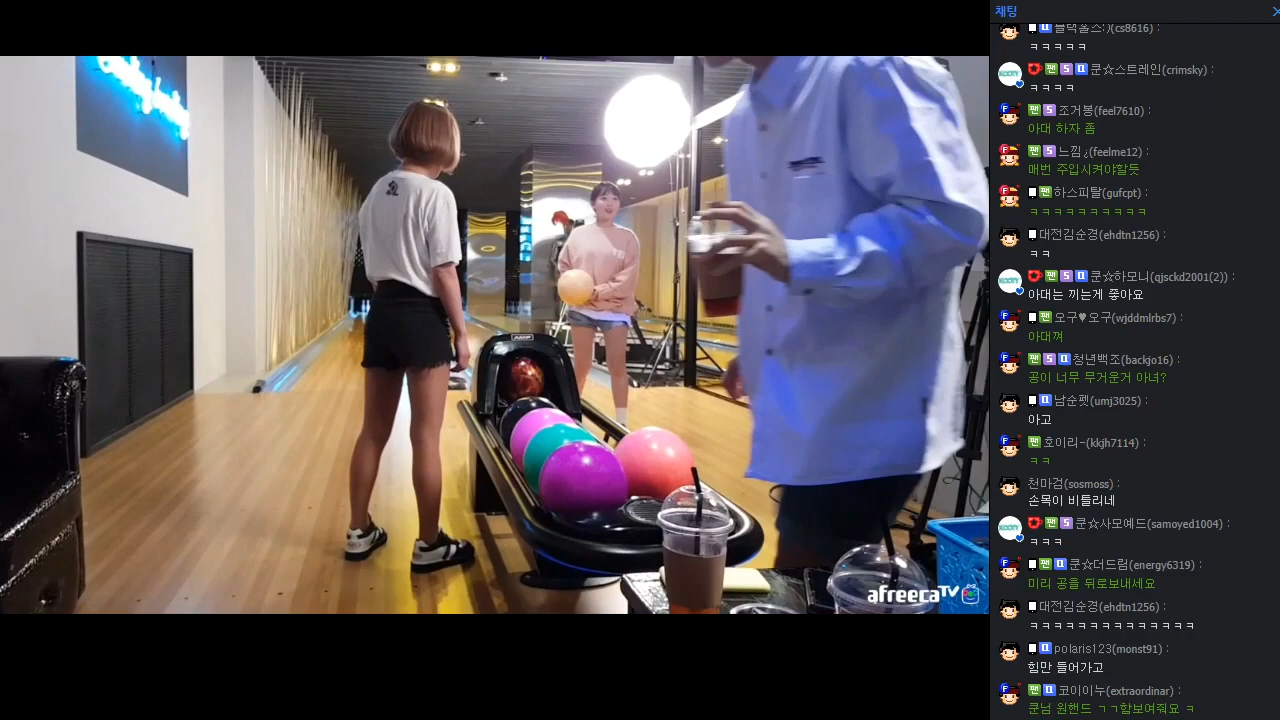 채팅
블랙홀스:)(cs8616) :
ㅋㅋㅋㅋㅋ
쿤☆스트레인(crimsky) :
ㅋㅋㅋㅋ
조거봉(feel7610) :
아대 하자 좀
느낌¿(feelme12) :
매번 주입시켜야할듯
하스피탈(gufcpt) :
ㅋㅋㅋㅋㅋㅋㅋㅋㅋㅋ
대전김순경(ehdtn1256) :
ㅋㅋ
쿤☆하모니(qjsckd2001(2)) :
아대는 끼는게 좋아요
오구♥오구(wjddmlrbs7) :
아대껴
청년백조(backjo16) :
공이 너무 무거운거 아녀?
남순펫(umj3025) :
아고
호이리-(kkjh7114) :
ㅋㅋ
천마검(sosmoss) :
손목이 비틀리네
쿤☆사모예드(samoyed1004) :
ㅋㅋㅋ
쿤☆더드림(energy6319) :
미리 공을 뒤로보내세요
대전김순경(ehdtn1256) :
ㅋㅋㅋㅋㅋㅋㅋㅋㅋㅋㅋㅋㅋㅋ
polaris123(monst91) :
힘만 들어가고
코이이누(extraordinar) :
쿤님 원핸드 ㄱㄱ함보여줘요 ㅋ
AMF
afreecaTV